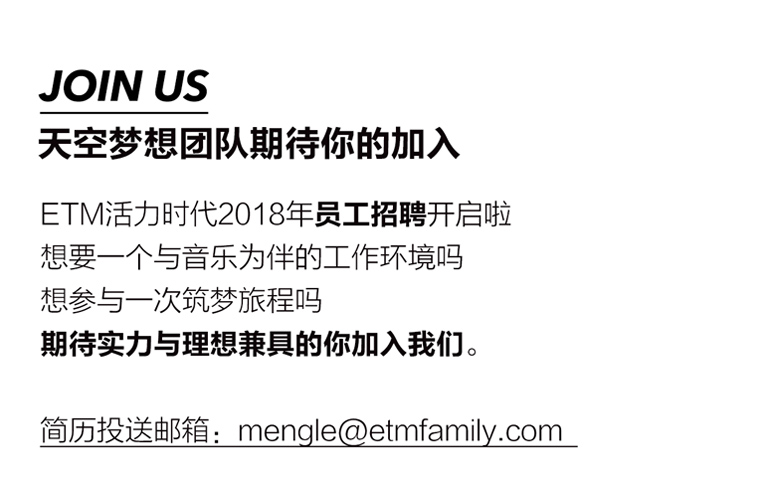 JOIN US
天空梦想团队期待你的加入
ETM活力时代2018年员工招聘开启啦
想要一个与音乐为伴的工作环境吗
想参与一次筑梦旅程吗
期待实力与理想兼具的你加入我们。
简历投送邮箱：mengle@etmfamily.com